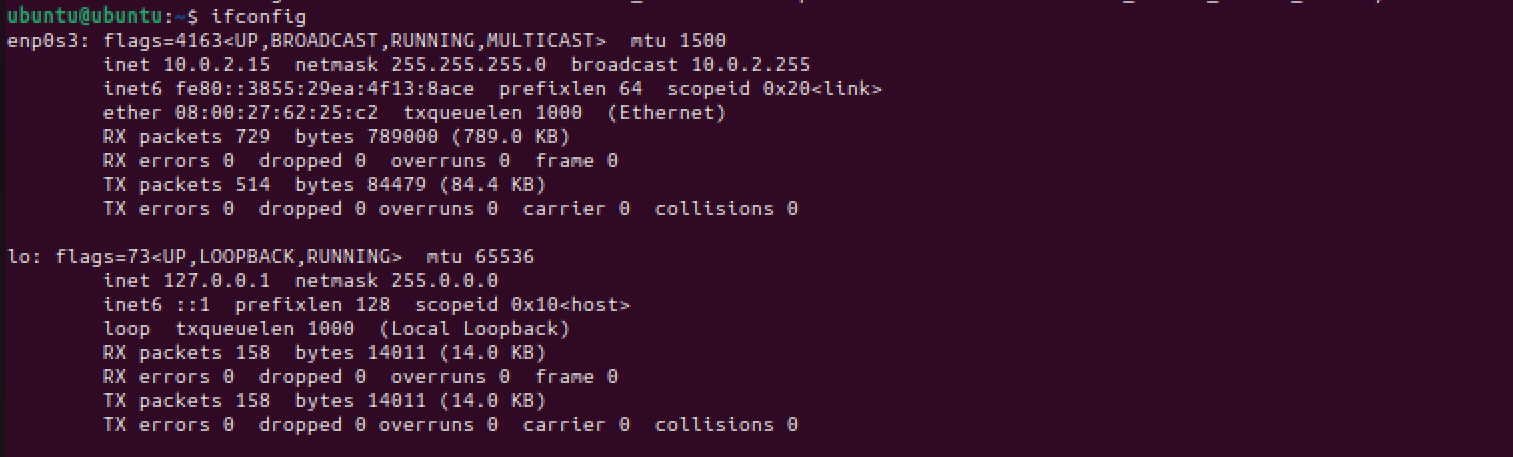 ubuntu@ubuntu:~$ ifconfig
enp0s3: flags=4163<UP,BROADCAST,RUNNING,MULTICAST>  mtu 1500
        inet 10.0.2.15  netmask 255.255.255.0  broadcast 10.0.2.255
        inet6 fe80::3855:29ea:4f13:8ace  prefixlen 64  scopeid 0x20<link>
        ether 08:00:27:62:25:c2  txqueuelen 1000  (Ethernet)
        RX packets 729  bytes 789000 (789.0 KB)
        RX errors 0  dropped 0  overruns 0  frame 0
        TX packets 514  bytes 84479 (84.4 KB)
        TX errors 0  dropped 0 overruns 0  carrier 0  collisions 0

lo: flags=73<UP,LOOPBACK,RUNNING>  mtu 65536
        inet 127.0.0.1  netmask 255.0.0.0
        inet6 ::1  prefixlen 128  scopeid 0x10<host>
        loop  txqueuelen 1000  (Local Loopback)
        RX packets 158  bytes 14011 (14.0 KB)
        RX errors 0  dropped 0  overruns 0  frame 0
        TX packets 158  bytes 14011 (14.0 KB)
        TX errors 0  dropped 0 overruns 0  carrier 0  collisions 0